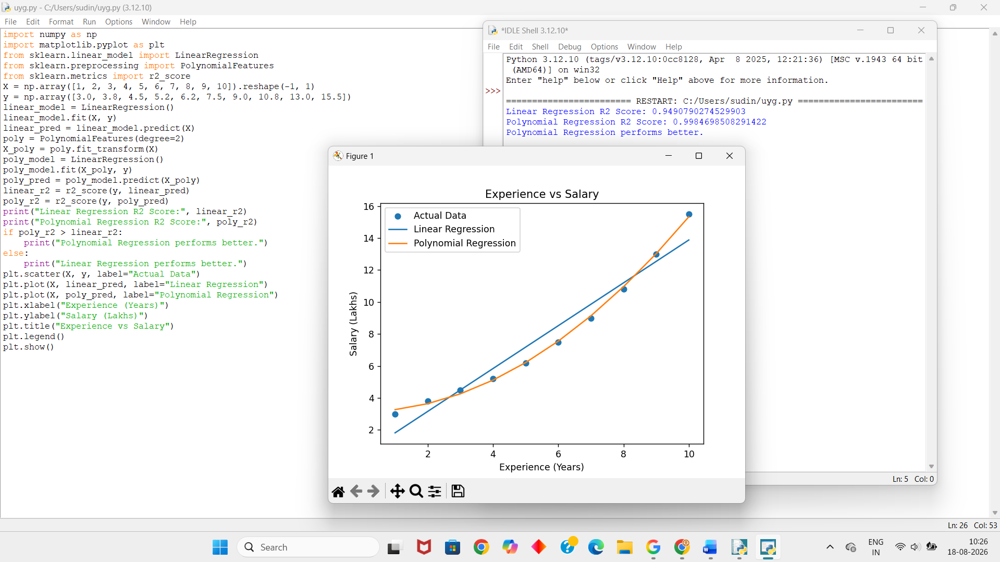 uyg.py - C:/Users/sudin/uyg.py (3.12.10)
File Edit Format Run Options Window Help
import numpy as np
import matplotlib.pyplot as plt
from sklearn.linear_model import LinearRegression
from sklearn.preprocessing import PolynomialFeatures
from sklearn.metrics import r2_score
X = np.array([1, 2, 3, 4, 5, 6, 7, 8, 9, 10]).reshape(-1, 1)
y = np.array([3.0, 3.8, 4.5, 5.2, 6.2, 7.5, 9.0, 10.8, 13.0, 15.5])
linear_model = LinearRegression()
linear_model.fit(X, y)
linear_pred = linear_model.predict(X)
poly = PolynomialFeatures(degree=2)
X_poly = poly.fit_transform(X)
poly_model = LinearRegression()
poly_model.fit(X_poly, y)
poly_pred = poly_model.predict(X_poly)
linear_r2 = r2_score(y, linear_pred)
poly_r2 = r2_score(y, poly_pred)
print("Linear Regression R2 Score:", linear_r2)
print("Polynomial Regression R2 Score:", poly_r2)
if poly_r2 > linear_r2:
    print("Polynomial Regression performs better.")
else:
    print("Linear Regression performs better.")
plt.scatter(X, y, label="Actual Data")
plt.plot(X, linear_pred, label="Linear Regression")
plt.plot(X, poly_pred, label="Polynomial Regression")
plt.xlabel("Experience (Years)")
plt.ylabel("Salary (Lakhs)")
plt.title("Experience vs Salary")
plt.legend()
plt.show()
*IDLE Shell 3.12.10*
File Edit Shell Debug Options Window Help
Python 3.12.10 (tags/v3.12.10:0cc8128, Apr  8 2025, 12:21:36) [MSC v.1943 64 bit
 (AMD64)] on win32
Enter "help" below or click "Help" above for more information.
>>>
======================== RESTART: C:/Users/sudin/uyg.py ========================
Linear Regression R2 Score: 0.9490790274529903
Polynomial Regression R2 Score: 0.9984698508291422
Polynomial Regression performs better.
Figure 1
Experience vs Salary
Actual Data
Linear Regression
Polynomial Regression
16
14
12
10
8
6
4
2
Salary (Lakhs)
2 4 6 8 10
Experience (Years)
Ln: 5 Col: 0
Ln: 26 Col: 53
Search
ENG
IN
10:26
18-08-2026